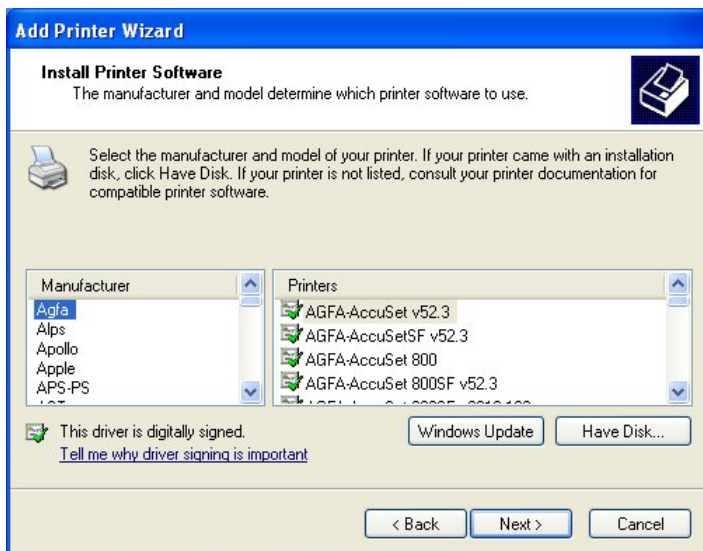 Add Printer Wizard
Install Printer Software
The manufacturer and model determine which printer software to use.
Select the manufacturer and model of your printer. If your printer came with an installation
disk, click Have Disk. If your printer is not listed, consult your printer documentation for
compatible printer software.
Manufacturer
Agfa
Alps
Apollo
Apple
APS-PS
Printers
AGFA-AccuSet v52.3
AGFA-AccuSetSF v52.3
AGFA-AccuSet 800
AGFA-AccuSet 800SF v52.3
This driver is digitally signed.
Tell me why driver signing is important
Windows Update
Have Disk...
< Back
Next >
Cancel